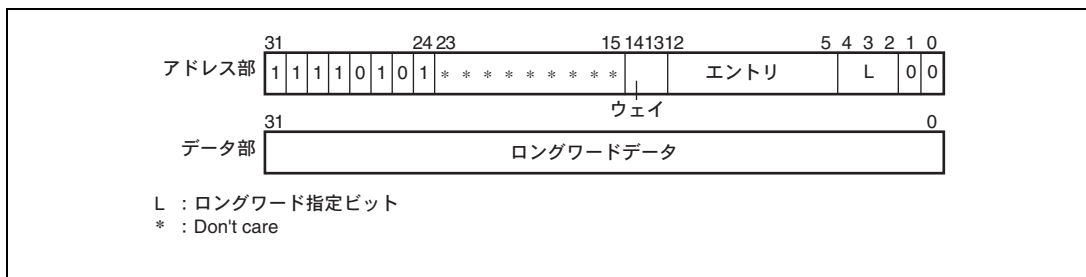 31 24 23 15 14 13 12 5 4 3 2 1 0
アドレス部 1 1 1 1 0 1 0 1 * * * * * * * * * エントリ L 0 0
ウェイ
31 0
データ部 ロングワードデータ
L : ロングワード指定ビット
* : Don't care